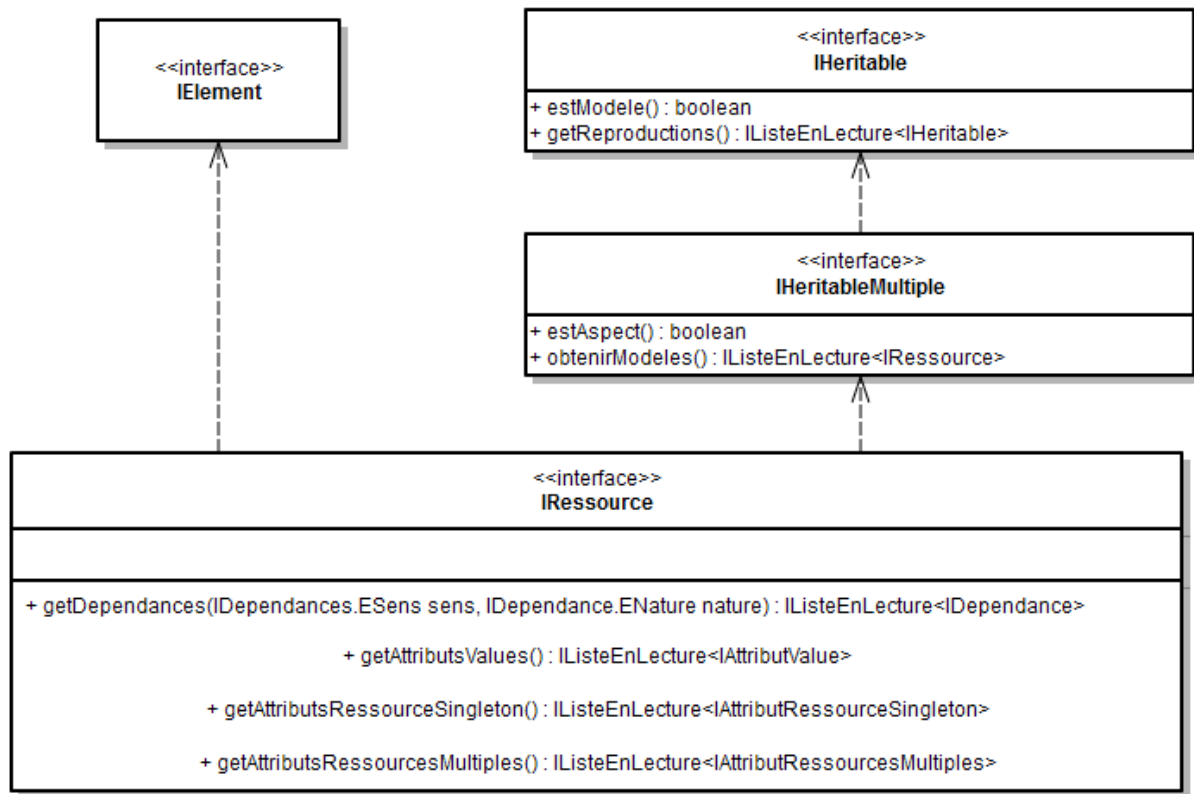 <<interface>>
IElement
<<interface>>
IHeritable
+ estModele() : boolean
+ getReproductions() : IListeEnLecture<IHeritable>
<<interface>>
IHeritableMultiple
+ estAspect() : boolean
+ obtenirModeles() : IListeEnLecture<IRessource>
<<interface>>
IRessource
+ getDependances(IDependances.ESens sens, IDependance.ENature nature) : IListeEnLecture<IDependance>
+ getAttributsValues() : IListeEnLecture<IAttributValue>
+ getAttributsRessourceSingleton() : IListeEnLecture<IAttributRessourceSingleton>
+ getAttributsRessourcesMultiples() : IListeEnLecture<IAttributRessourcesMultiples>